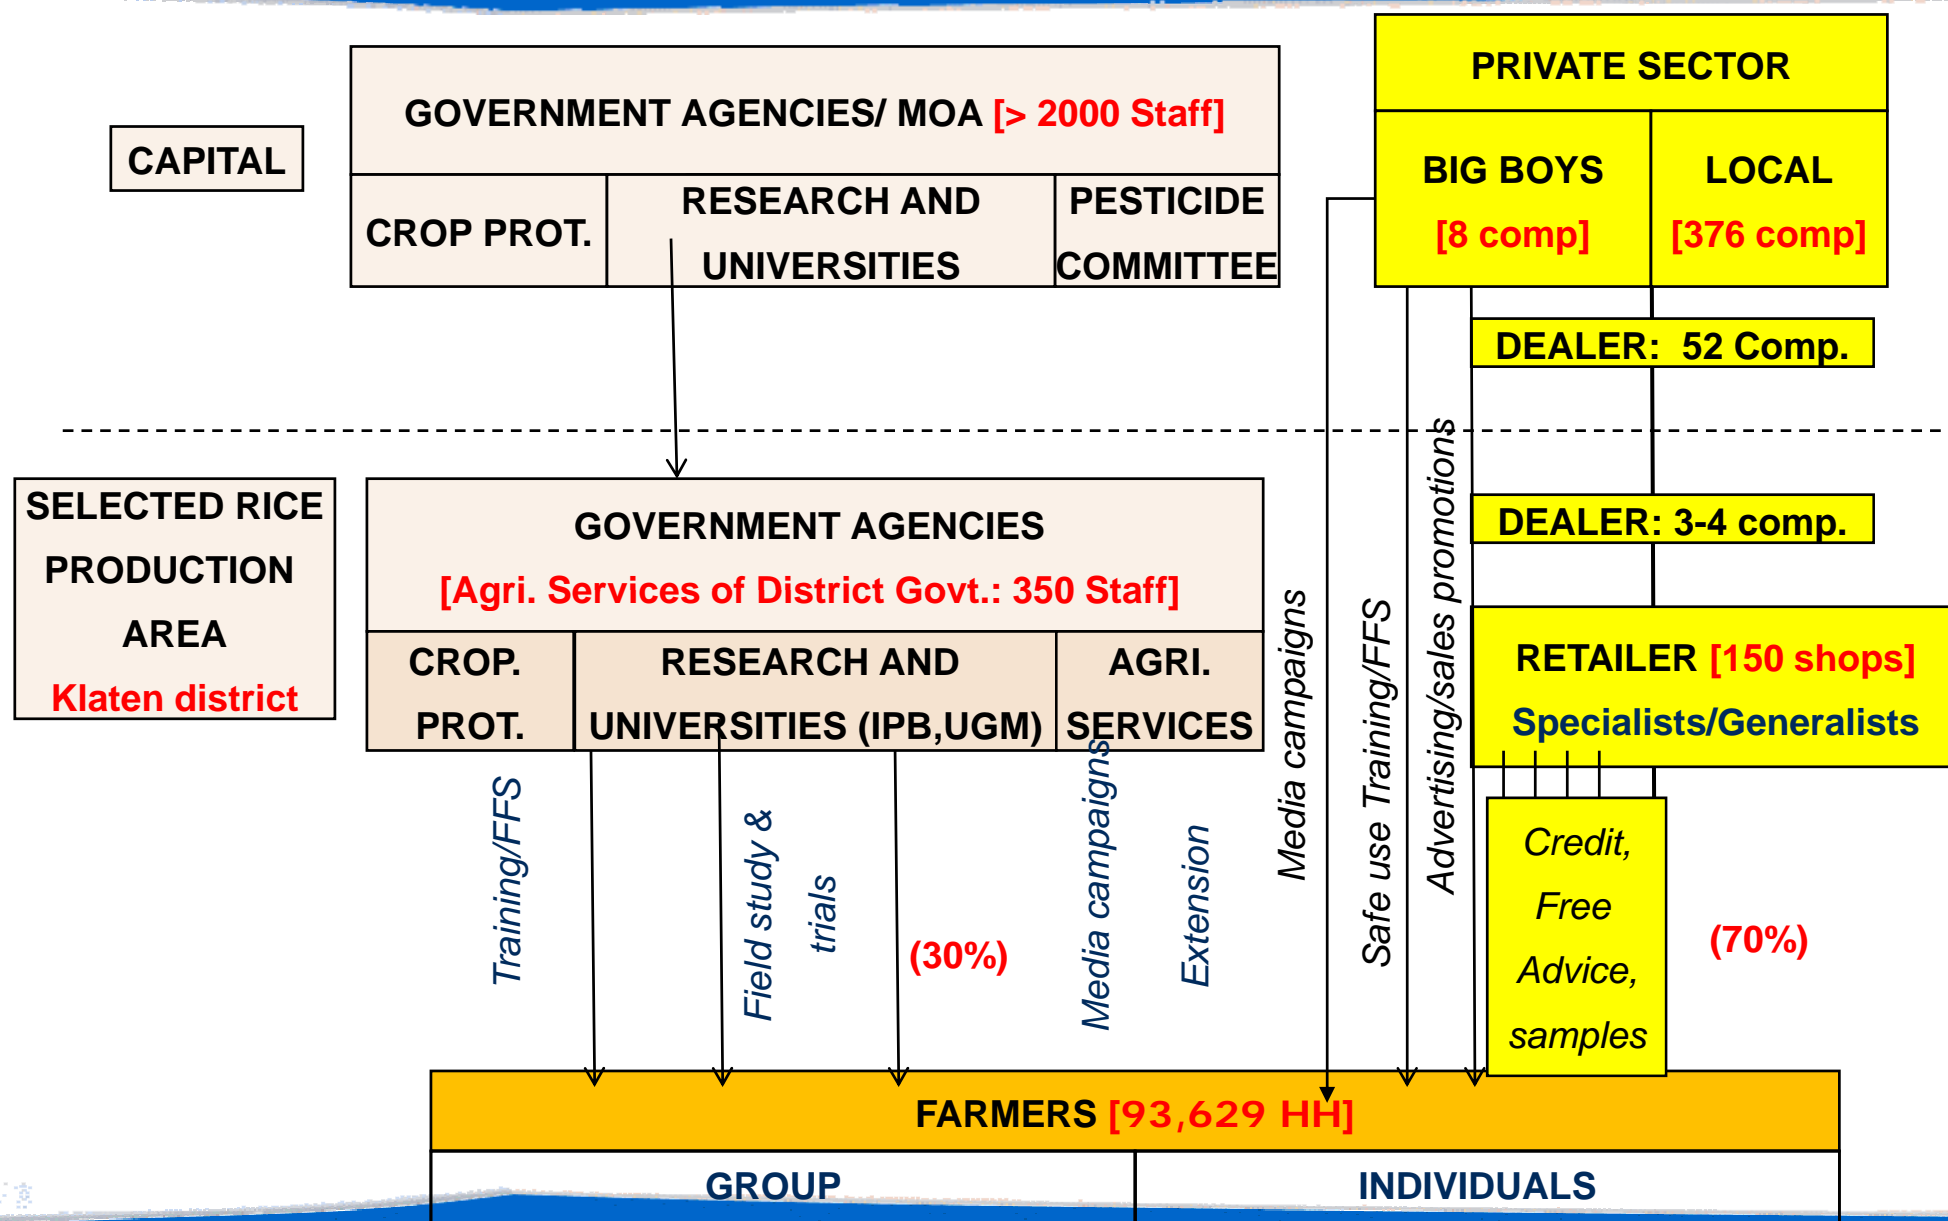 CAPITAL
GOVERNMENT AGENCIES/ MOA [> 2000 Staff]
CROP PROT.
RESEARCH AND
UNIVERSITIES
PESTICIDE
COMMITTEE
PRIVATE SECTOR
BIG BOYS
[8 comp]
LOCAL
[376 comp]
DEALER: 52 Comp.
SELECTED RICE
PRODUCTION
AREA
Klaten district
GOVERNMENT AGENCIES
[Agri. Services of District Govt.: 350 Staff]
CROP.
PROT.
RESEARCH AND
UNIVERSITIES (IPB,UGM)
AGRI.
SERVICES
DEALER: 3-4 comp.
RETAILER [150 shops]
Specialists/Generalists
Training/FFS
Field study &
trials
(30%)
Media campaigns
Extension
Media campaigns
Safe use Training/FFS
Advertising/sales promotions
Credit,
Free
Advice,
samples
(70%)
FARMERS [93,629 HH]
GROUP
INDIVIDUALS